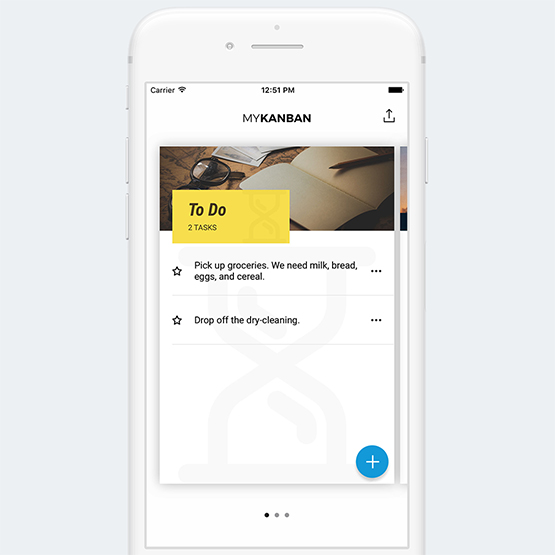 Carrier 12:51 PM
MYKANBAN
To Do
2 TASKS
Pick up groceries. We need milk, bread,
eggs, and cereal.
Drop off the dry-cleaning.